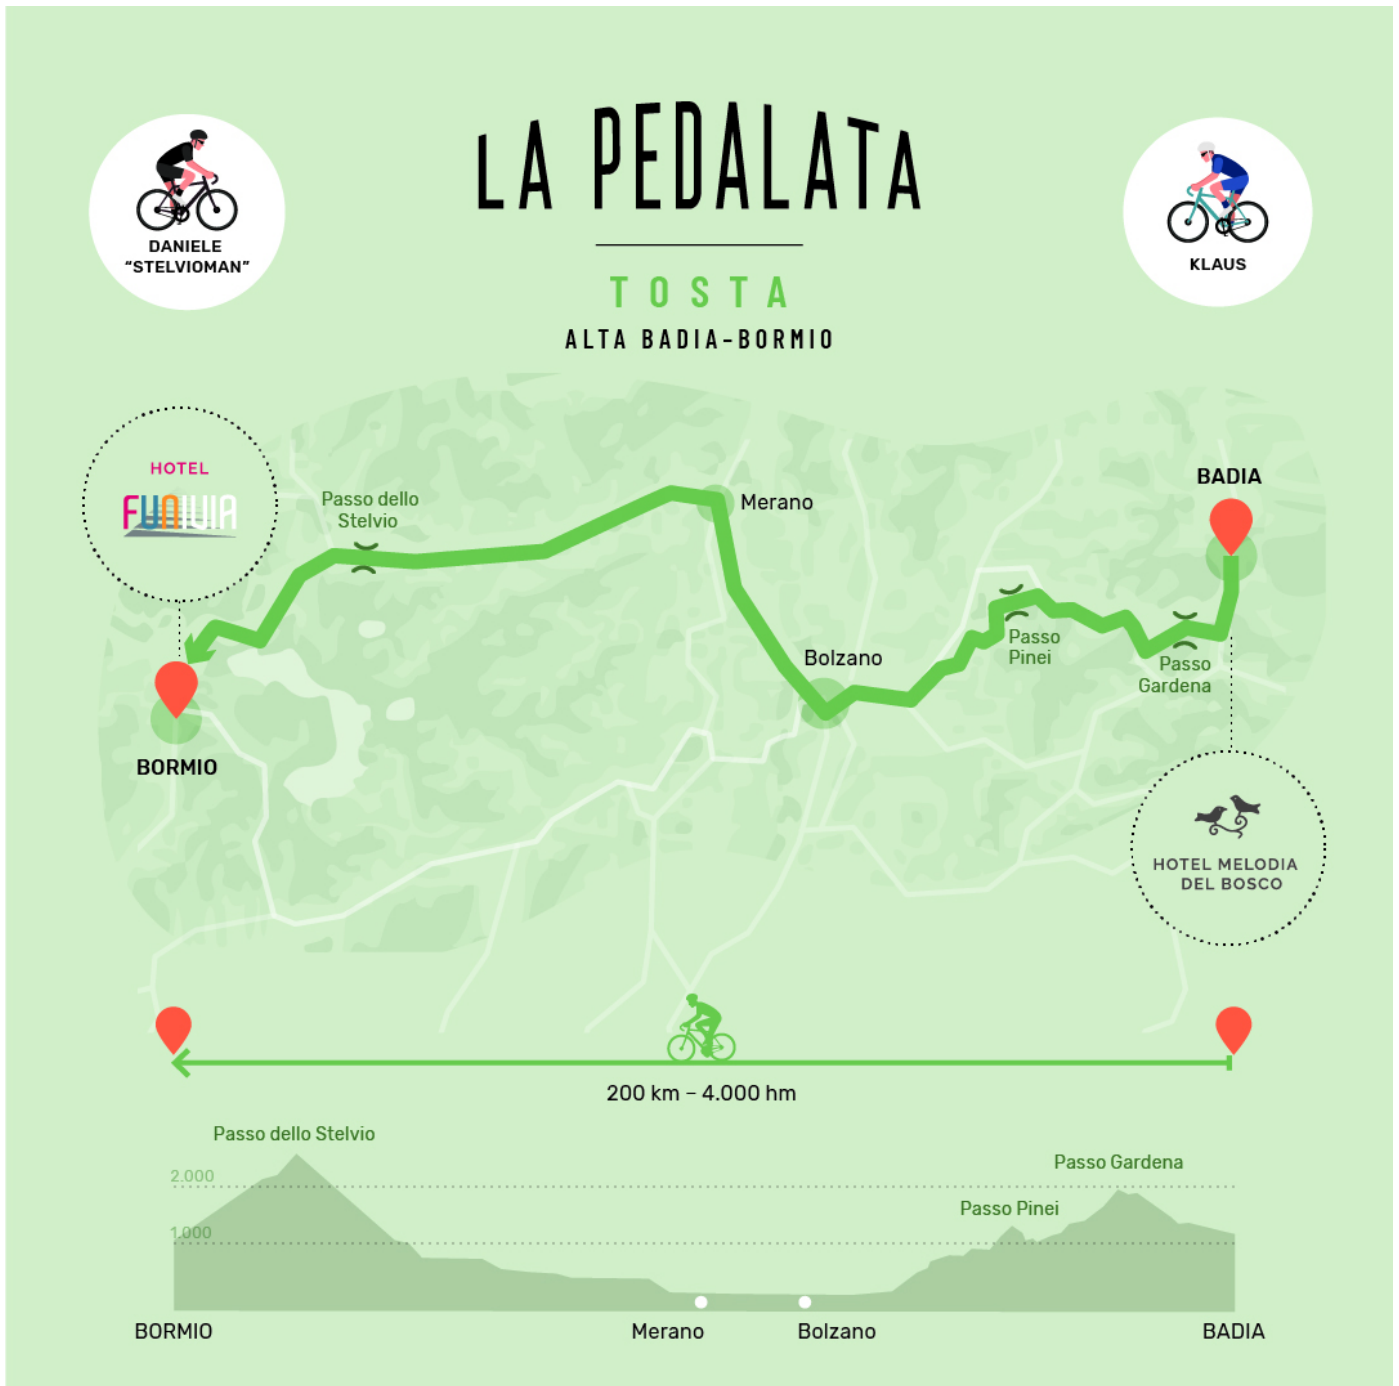 LA PEDALATA
TOSTA
ALTA BADIA-BORMIO
DANIELE
“STELVIOMAN”
KLAUS
HOTEL
FUNIVIA
Passo dello
Stelvio
Merano
BADIA
Bolzano
Passo
Pinei
Passo
Gardena
BORMIO
HOTEL MELODIA
DEL BOSCO
200 km – 4.000 hm
Passo dello Stelvio
Passo Gardena
2.000
Passo Pinei
1.000
BORMIO
Merano
Bolzano
BADIA